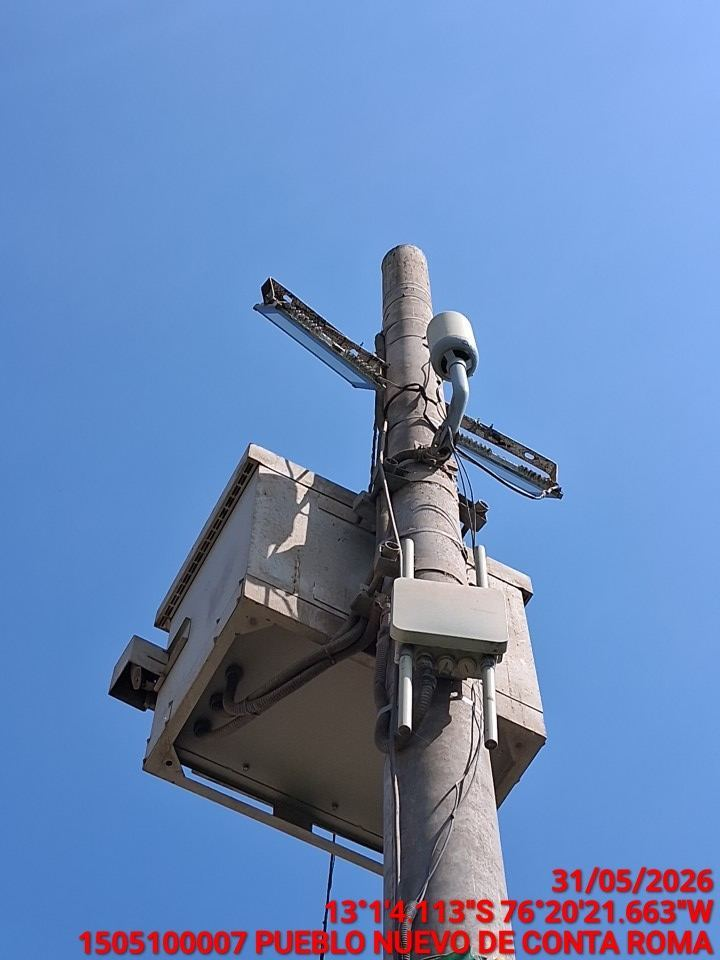 31/05/2026
13°1'4,113"S 76°20'21.663"W
1505100007 PUEBLO NUEVO DE CONTA ROMA